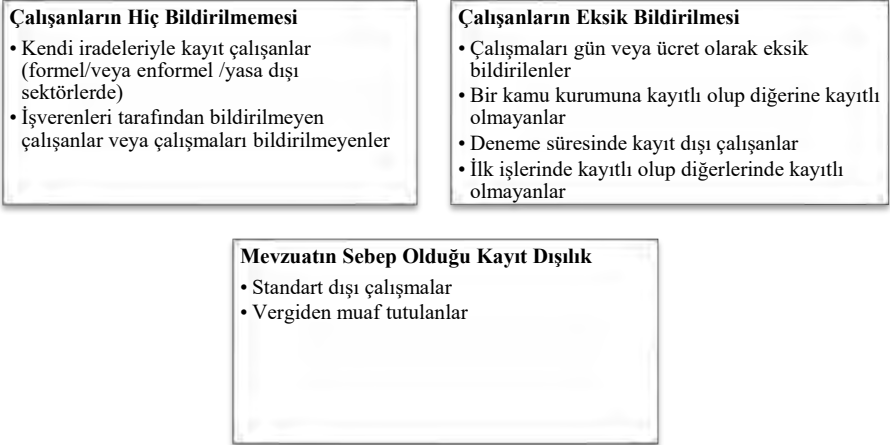 Çalışanların Hiç Bildirilmemesi
• Kendi iradeleriyle kayıt çalışanlar
(formel/veya enformel /yasa dışı
sektörlerde)
• İşverenleri tarafından bildirilmeyen
çalışanlar veya çalışmaları bildirilmeyenler
Çalışanların Eksik Bildirilmesi
• Çalışmaları gün veya ücret olarak eksik
bildirilenler
• Bir kamu kurumuna kayıtlı olup diğerine kayıtlı
olmayanlar
• Deneme süresinde kayıt dışı çalışanlar
• İlk işlerinde kayıtlı olup diğerlerinde kayıtlı
olmayanlar
Mevzuatın Sebep Olduğu Kayıt Dışılık
• Standart dışı çalışmalar
• Vergiden muaf tutulanlar